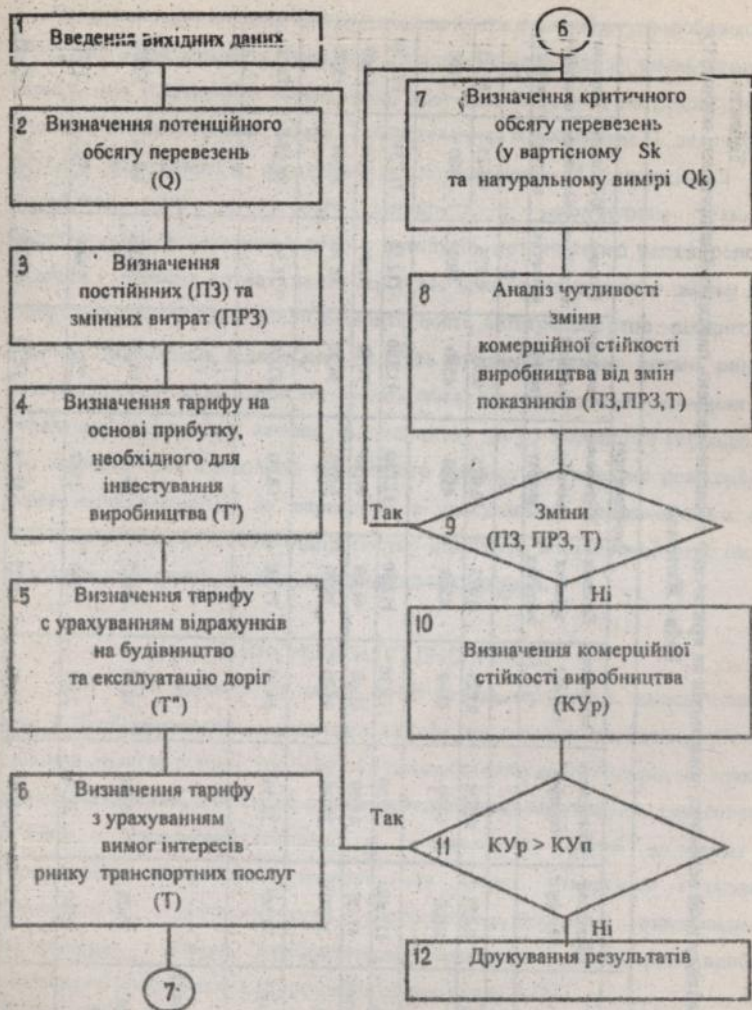 1
Введення вихідних даних
2 Визначення потенційного
обсягу перевезень
(Q)
3 Визначення
постійнних (ПЗ) та
змінних витрат (ПРЗ)
4 Визначення тарифу на
основі прибутку,
необхідного для
інвестування
виробництва (Т')
5 Визначення тарифу
с урахуванням відрахунків
на будівництво
та експлуатацію доріг
(Т")
6 Визначення тарифу
з урахуванням
вимог інтересів
ринку транспортних послуг
(Т)
7
6
7 Визначення критичного
обсягу перевезень
(у вартісному Sk
та натуральному вимірі Qk)
8 Аналіз чутливості
зміни
комерційної стійкості
виробництва від змін
показників (ПЗ,ПРЗ,Т)
Так
9 Зміни
(ПЗ, ПРЗ, Т)
Ні
10
Визначення комерційної
стійкості виробництва
(КУр)
Так
11 КУр > КУп
Ні
12 Друкування результатів